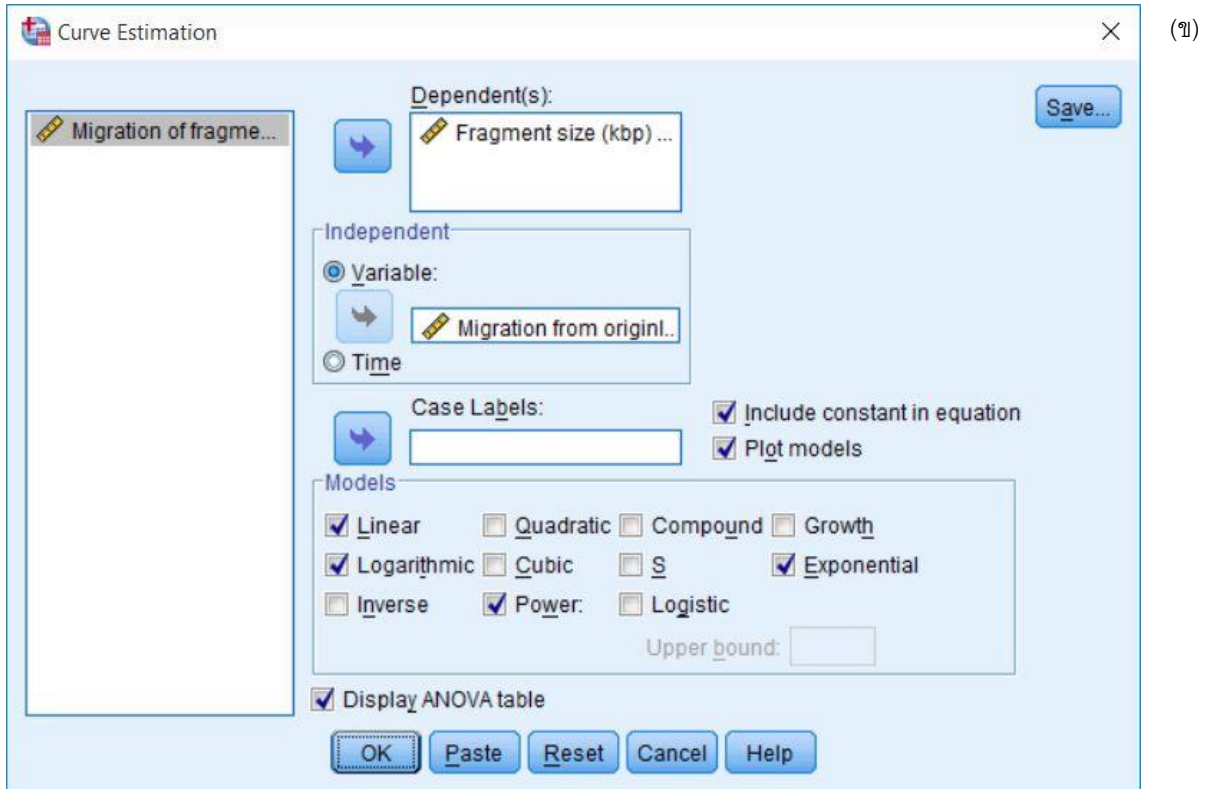 Curve Estimation
(ข)
Dependent(s):
Save...
Migration of fragme...
Fragment size (kbp) ...
Independent
Variable:
Migration from originl..
Time
Case Labels:
Include constant in equation
Plot models
Models
Linear Quadratic Compound Growth
Logarithmic Cubic S Exponential
Inverse Power: Logistic
Upper bound:
Display ANOVA table
OK Paste Reset Cancel Help